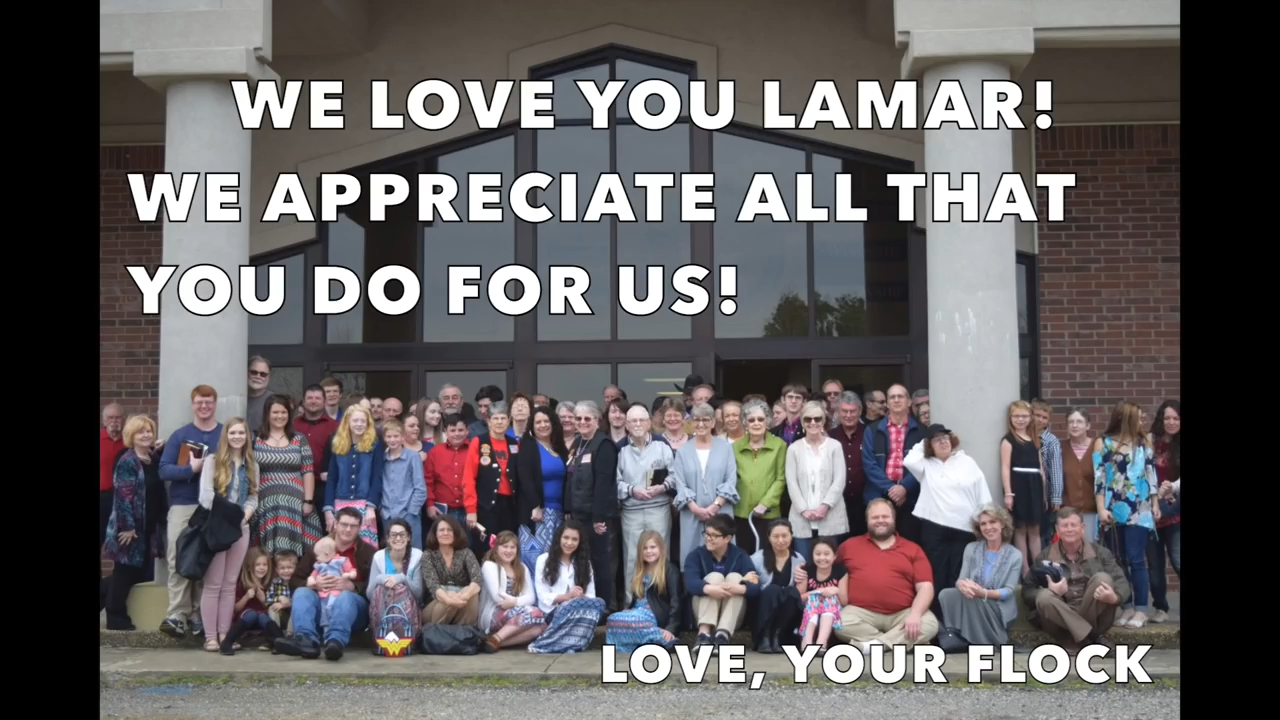 WE LOVE YOU LAMAR!
WE APPRECIATE ALL THAT
YOU DO FOR US!
LOVE, YOUR FLOCK